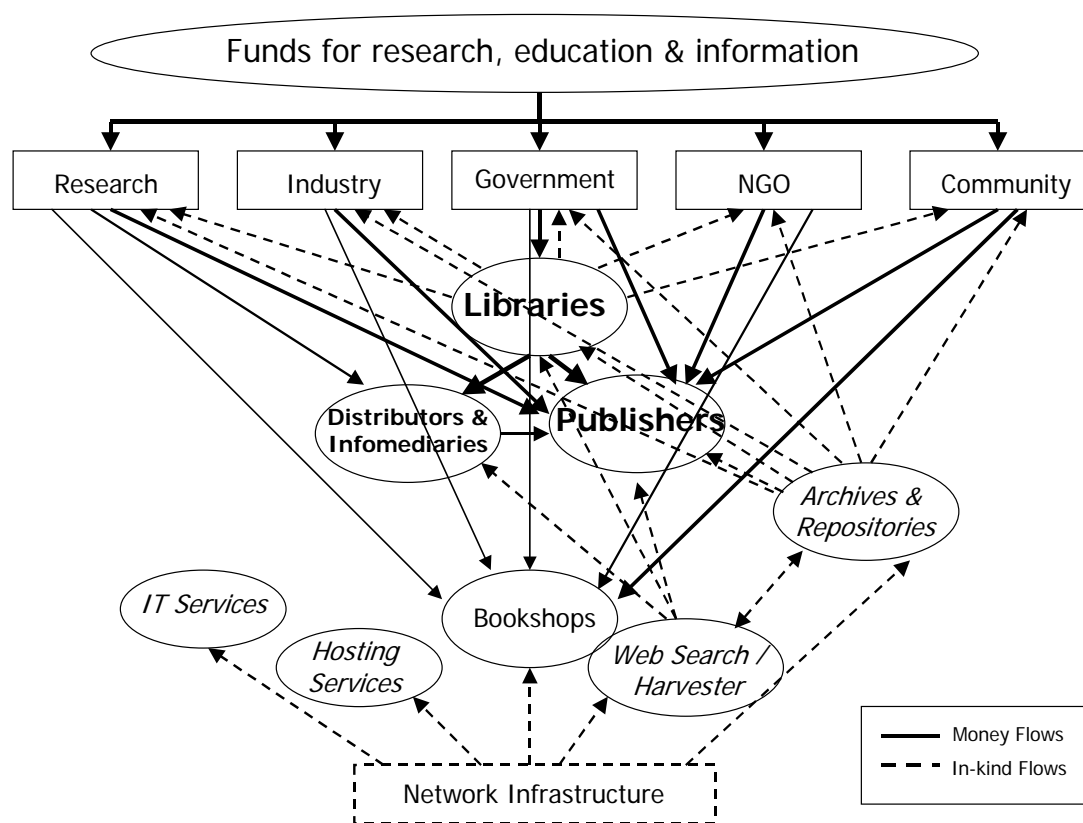 Funds for research, education & information
Research
Industry
Government
NGO
Community
Libraries
Distributors &
Infomediaries
Publishers
Archives &
Repositories
IT Services
Hosting
Services
Bookshops
Web Search /
Harvester
Network Infrastructure
Money Flows
In-kind Flows